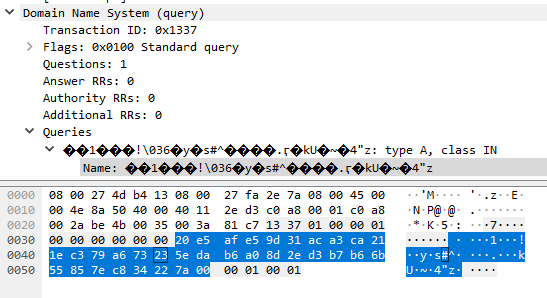 Domain Name System (query)
Transaction ID: 0x1337
Flags: 0x0100 Standard query
Questions: 1
Answer RRs: 0
Authority RRs: 0
Additional RRs: 0
Queries
��1���!\036�y�s#^����.ӷ�kU�~�4"z: type A, class IN
Name: ��1���!\036�y�s#^����.ӷ�kU�~�4"z
0000 08 00 27 4d b4 13 08 00 27 fa 2e 7a 08 00 45 00 ··'M···· '·.z··E·
0010 00 4e 8a 50 40 00 40 11 2e d3 c0 a8 00 01 c0 a8 ·N·P@·@· .·······
0020 00 2a be 4b 00 35 00 3a 81 c7 13 37 01 00 00 01 ·*·K·5·: ···7····
0030 00 00 00 00 00 00 20 e5 af e5 9d 31 ac a3 ca 21 ········ ···1···!
0040 1e c3 79 a6 73 23 5e da b6 a0 8d 2e d3 b7 b6 6b ··y·s#^· ···.···k
0050 55 85 7e c8 34 22 7a 00 00 01 00 01 U·~·4"z· ····